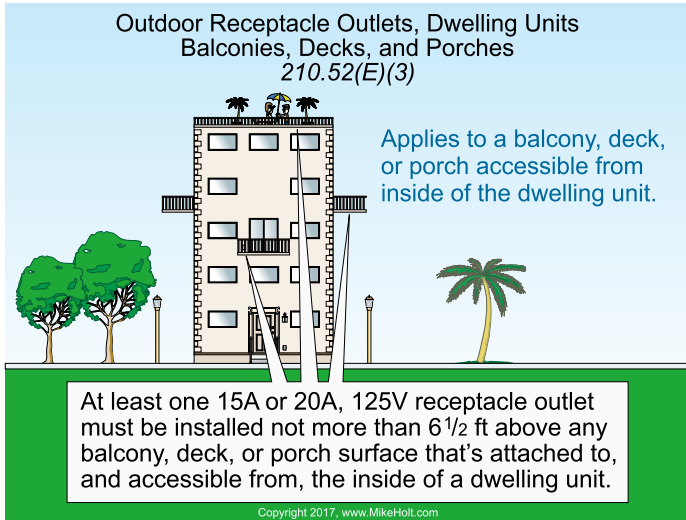 Outdoor Receptacle Outlets, Dwelling Units
Balconies, Decks, and Porches
210.52(E)(3)
Applies to a balcony, deck,
or porch accessible from
inside of the dwelling unit.
At least one 15A or 20A, 125V receptacle outlet
must be installed not more than 6 1/2 ft above any
balcony, deck, or porch surface that's attached to,
and accessible from, the inside of a dwelling unit.
Copyright 2017, www.MikeHolt.com